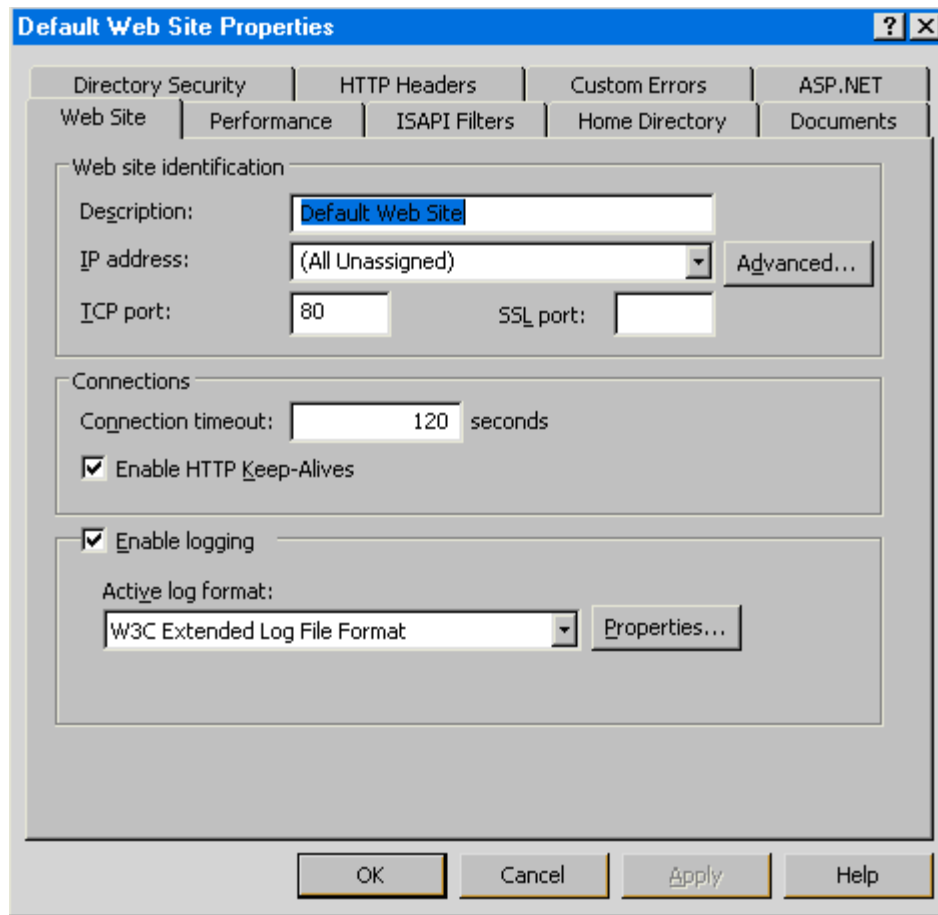 Default Web Site Properties
Directory Security HTTP Headers Custom Errors ASP.NET
Web Site Performance ISAPI Filters Home Directory Documents
Web site identification
Description: Default Web Site
IP address: (All Unassigned) Advanced...
TCP port: 80 SSL port:
Connections
Connection timeout: 120 seconds
Enable HTTP Keep-Alives
Enable logging
Active log format:
W3C Extended Log File Format Properties...
OK Cancel Apply Help